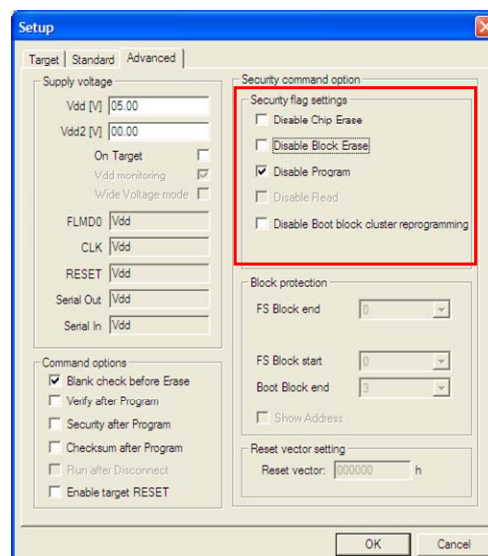 Setup
Target Standard Advanced
Supply voltage
Vdd [V] 05.00
Vdd2 [V] 00.00
On Target
Vdd monitoring
Wide Voltage mode
FLMD0 Vdd
CLK Vdd
RESET Vdd
Serial Out Vdd
Serial In Vdd
Command options
Blank check before Erase
Verify after Program
Security after Program
Checksum after Program
Run after Disconnect
Enable target RESET
Security command option
Security flag settings
Disable Chip Erase
Disable Block Erase
Disable Program
Disable Read
Disable Boot block cluster reprogramming
Block protection
FS Block end 0
FS Block start 0
Boot Block end 3
Show Address
Reset vector setting
Reset vector: 000000 h
OK Cancel